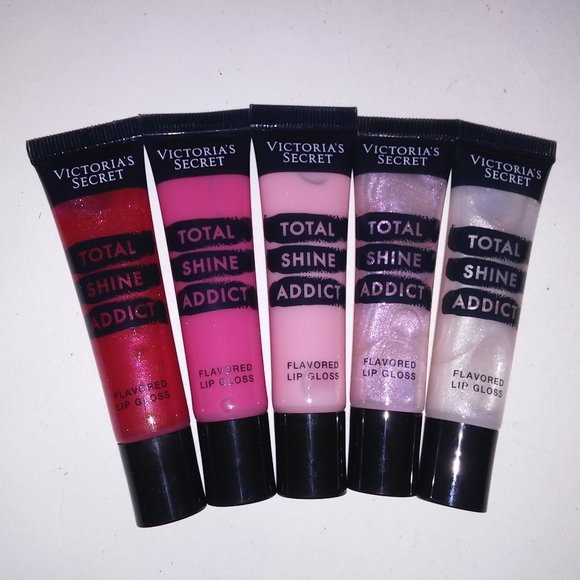 VICTORIA'S
SECRET
TOTAL
SHINE
ADDICT
FLAVORED
LIP GLOSS
VICTORIA'S
SECRET
TOTAL
SHINE
ADDICT
FLAVORED
LIP GLOSS
VICTORIA'S
SECRET
TOTAL
SHINE
ADDICT
FLAVORED
LIP GLOSS
VICTORIA'S
SECRET
TOTAL
SHINE
ADDICT
FLAVORED
LIP GLOSS
VICTORIA'S
SECRET
TOTAL
SHINE
ADDICT
FLAVORED
LIP GLOSS